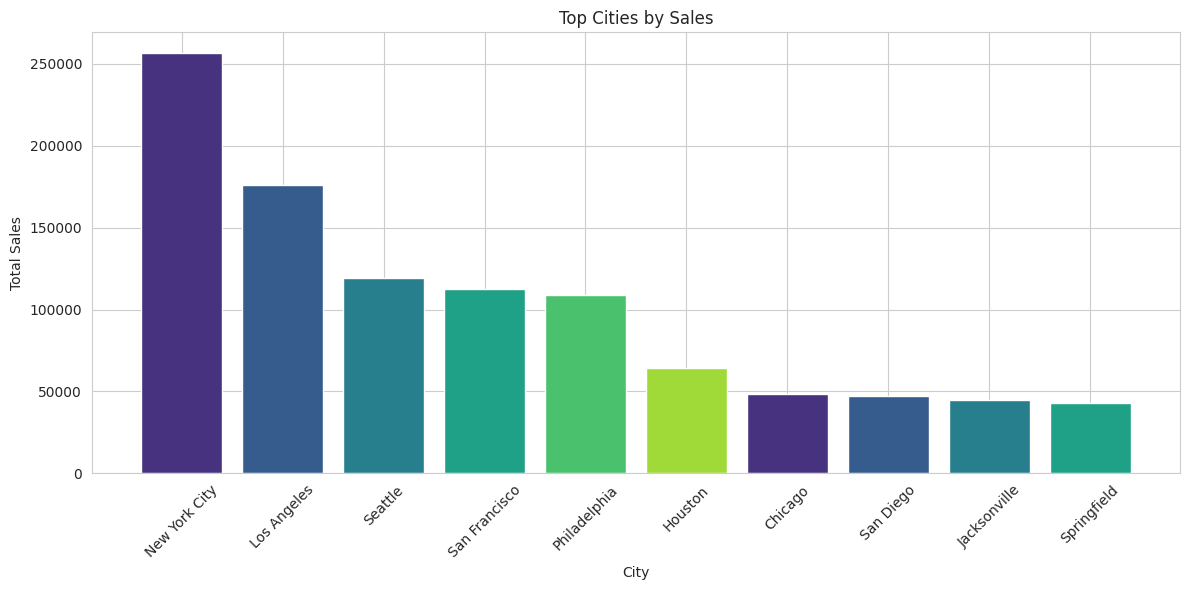 Top Cities by Sales
Total Sales
250000
200000
150000
100000
50000
0
New York City
Los Angeles
Seattle
San Francisco
Philadelphia
Houston
Chicago
San Diego
Jacksonville
Springfield
City